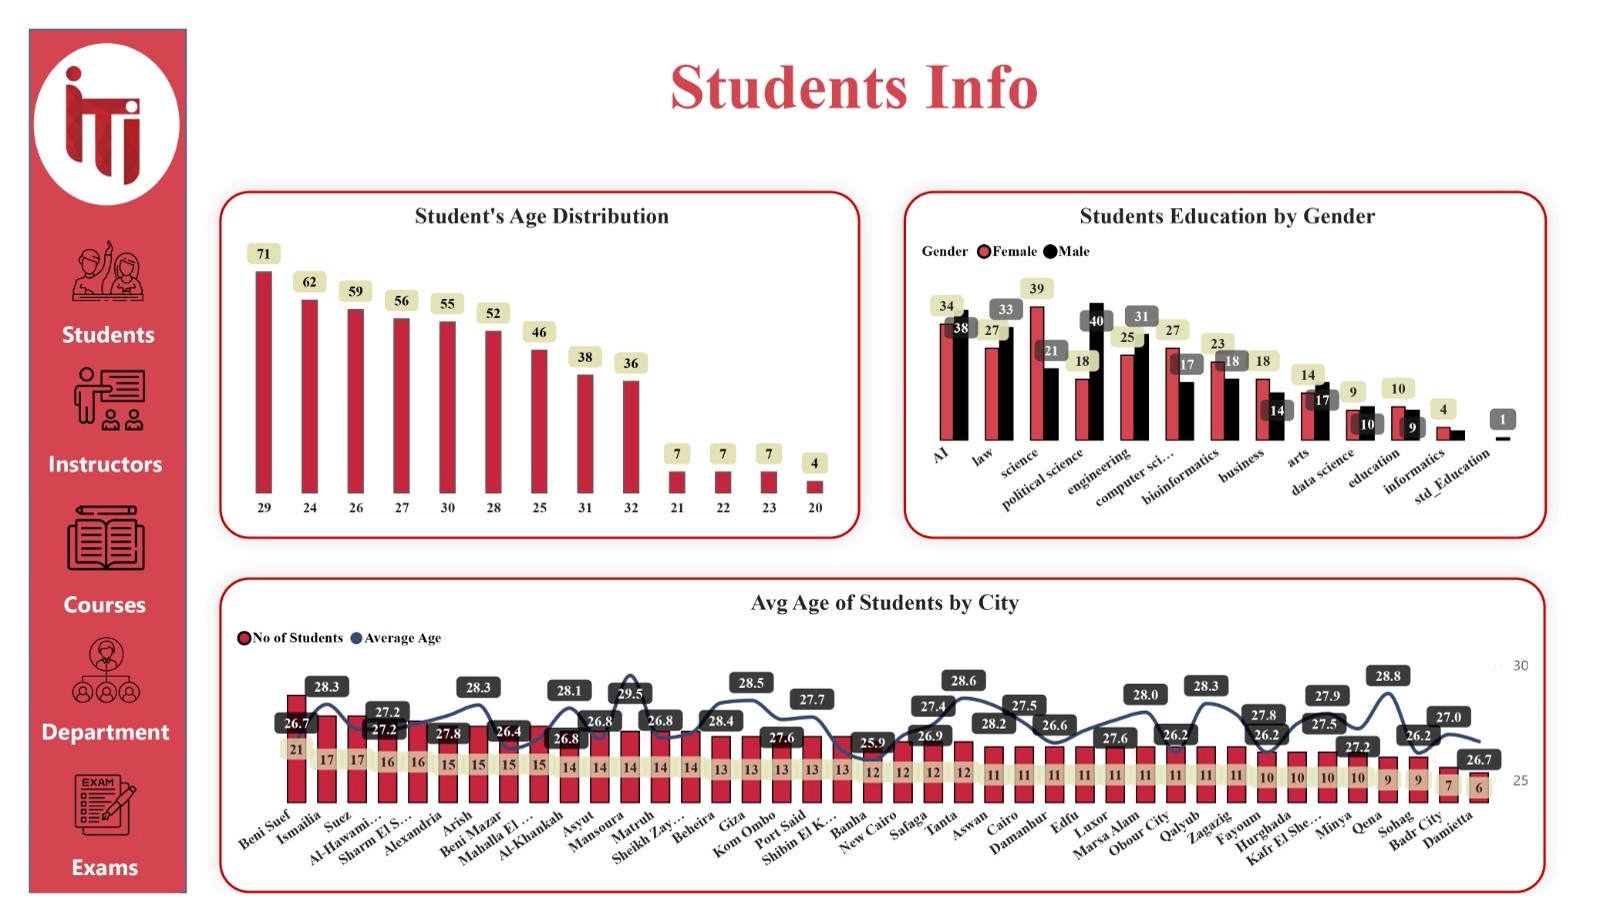 iTi
Students Info
Students
Instructors
Courses
Department
EXAM
Exams
Student's Age Distribution
71 62 59 56 55 52 46 38 36 7 7 7 4
29 24 26 27 30 28 25 31 32 21 22 23 20
Students Education by Gender
Gender Female Male
34 38 27 33 39 21 18 40 25 31 27 17 23 18 18 14 14 17 9 10 10 9 4 1
AI law science political science engineering computer sci... bioinformatics business arts data science education informatics std_Education
Avg Age of Students by City
No of Students Average Age
30
25
26.7 28.3 27.2 27.2 27.8 28.3 26.4 28.1 26.8 26.8 29.5 26.8 28.4 28.5 27.6 27.7 25.9 27.4 26.9 28.6 28.2 27.5 26.6 27.6 28.0 26.2 28.3 27.8 26.2 27.9 27.5 27.2 28.8 26.2 27.0 26.7
21 17 17 16 16 15 15 15 15 14 14 14 14 14 13 13 13 13 13 12 12 12 12 11 11 11 11 11 11 11 11 11 10 10 10 10 9 9 7 6
Beni Suef Ismailia Suez Al-Hawami... Sharm El S... Alexandria Arish Beni Mazar Mahalla El ... Al-Khankah Asyut Mansoura Matruh Sheikh Zay... Beheira Giza Kom Ombo Port Said Shibin El K... Banha New Cairo Safaga Tanta Aswan Cairo Damanhur Edfu Luxor Marsa Alam Obour City Qalyub Zagazig Fayoum Hurghada Kafr El She... Minya Qena Sohag Badr City Damietta